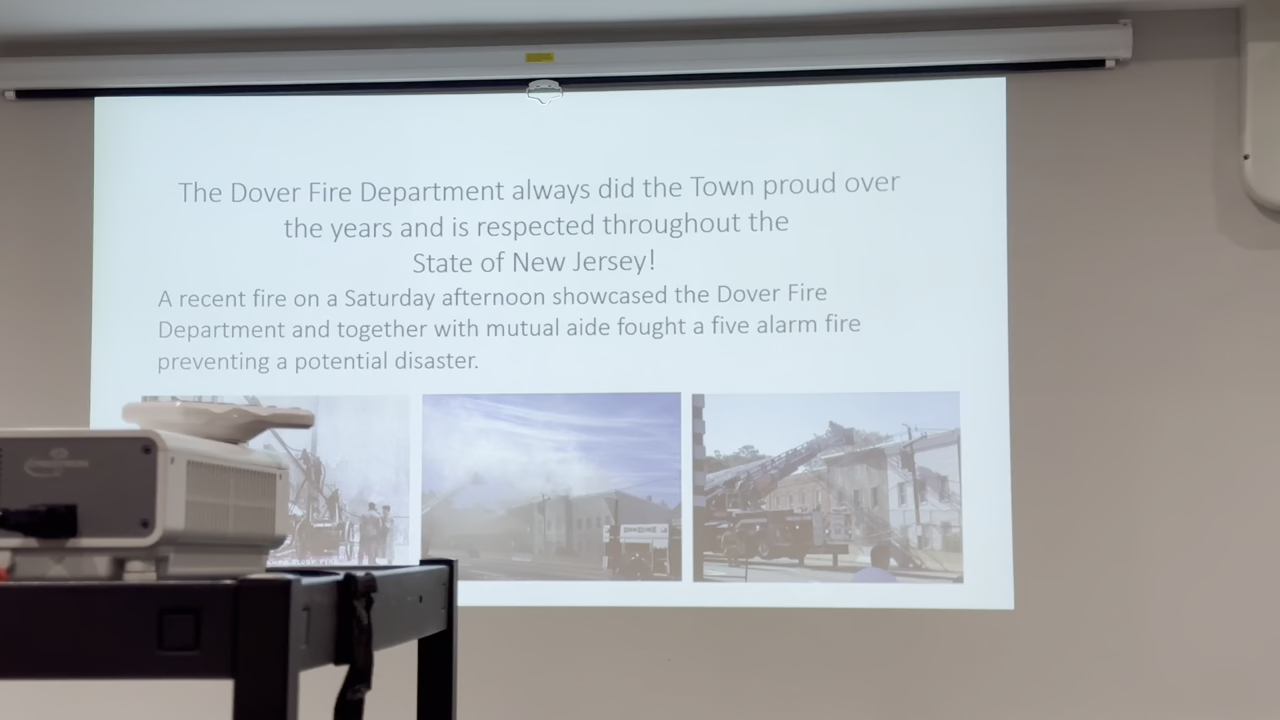 The Dover Fire Department always did the Town proud over
the years and is respected throughout the
State of New Jersey!
A recent fire on a Saturday afternoon showcased the Dover Fire
Department and together with mutual aide fought a five alarm fire
preventing a potential disaster.